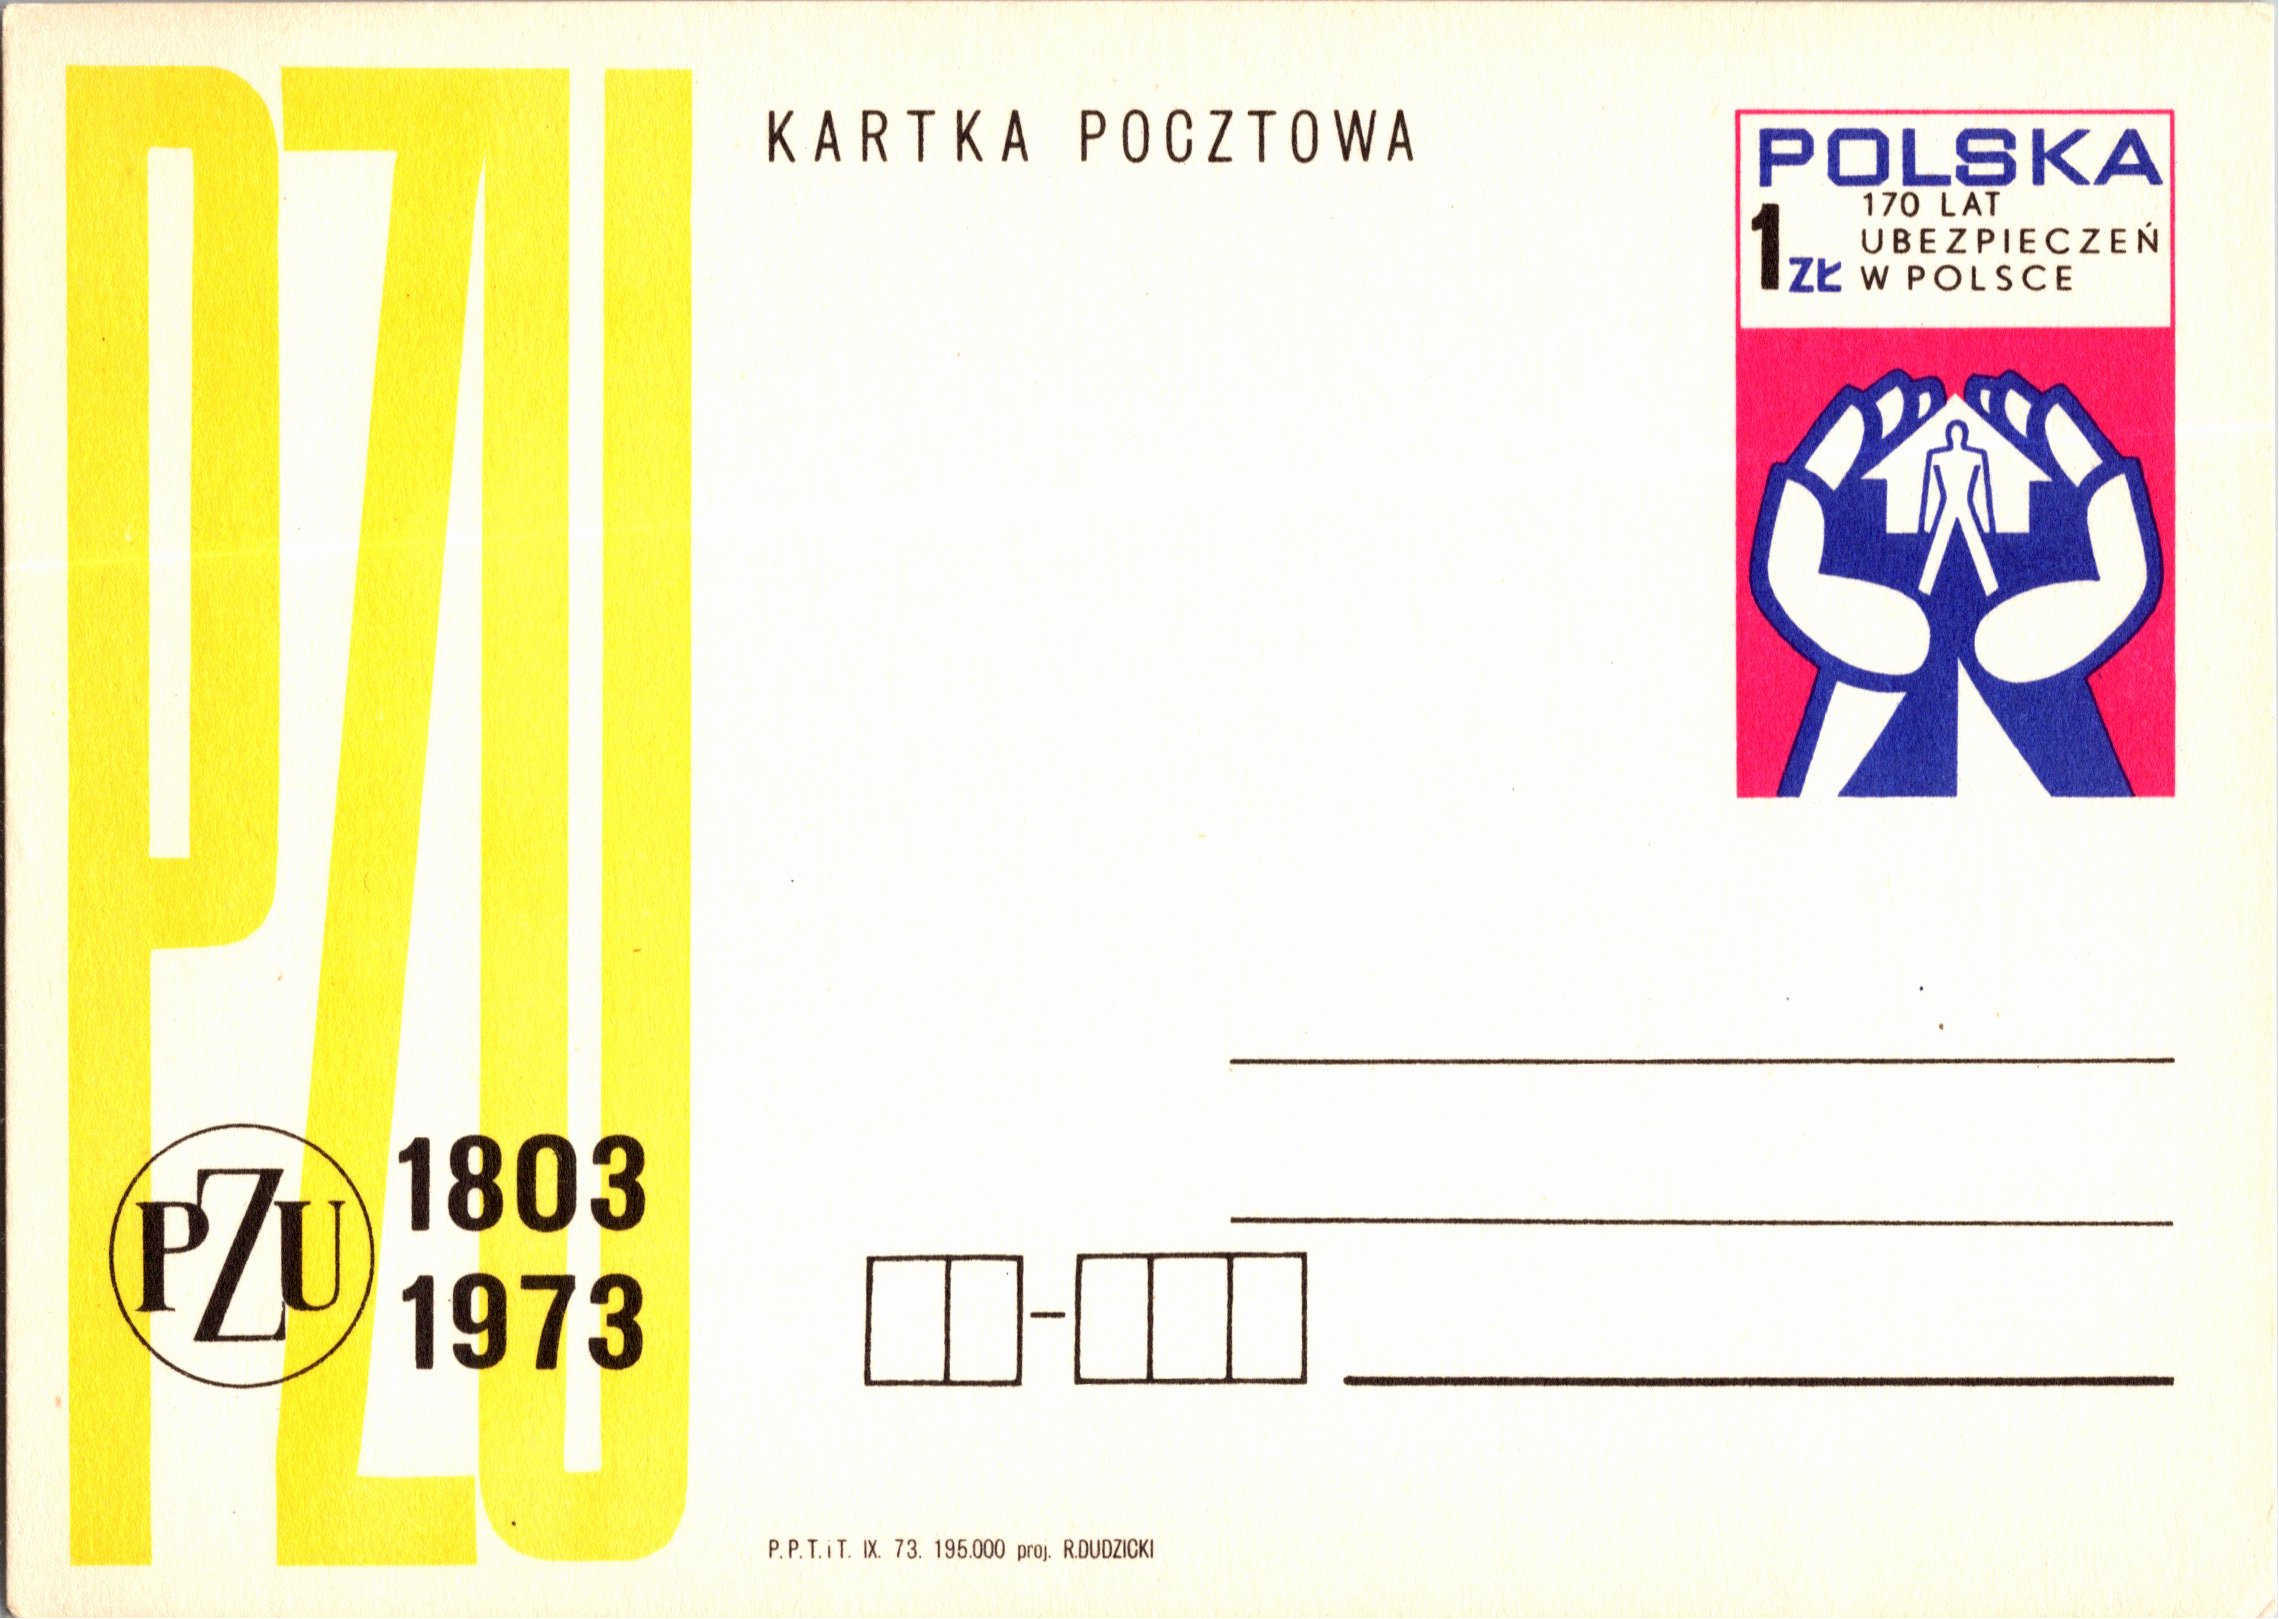 PZU
KARTKA POCZTOWA
POLSKA
1 ZŁ
170 LAT
UBEZPIECZEŃ
W POLSCE
PZU
1803
1973
P.P.T.iT. IX. 73. 195.000 proj. R.DUDZICKI